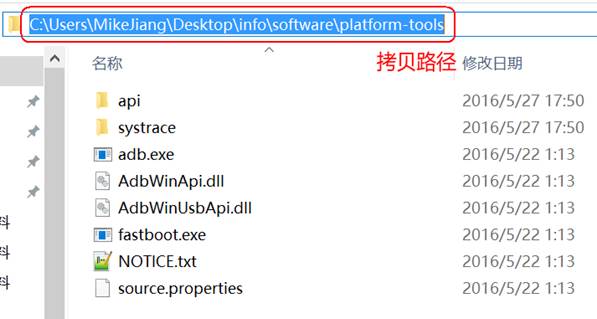 C:\Users\MikeJiang\Desktop\info\software\platform-tools
名称 拷贝路径 修改日期
api 2016/5/27 17:50
systrace 2016/5/27 17:50
adb.exe 2016/5/22 1:13
AdbWinApi.dll 2016/5/22 1:13
AdbWinUsbApi.dll 2016/5/22 1:13
料 fastboot.exe 2016/5/22 1:13
料 NOTICE.txt 2016/5/22 1:13
料 source.properties 2016/5/22 1:13